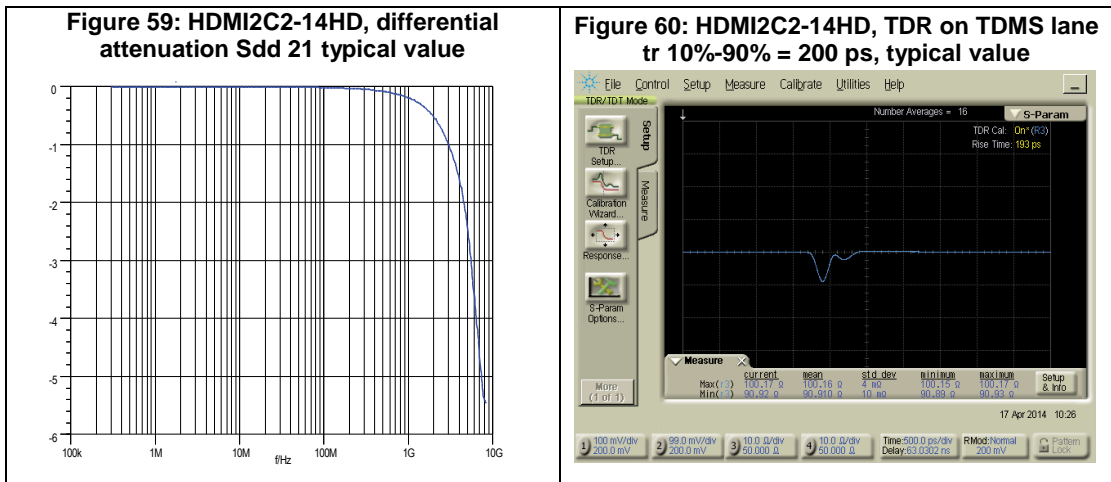 Figure 59: HDMI2C2-14HD, differential
attenuation Sdd 21 typical value
0
-1
-2
-3
-4
-5
-6
100k 1M 10M 100M 1G 10G
f/Hz
Figure 60: HDMI2C2-14HD, TDR on TDMS lane
tr 10%-90% = 200 ps, typical value
File Control Setup Measure Calibrate Utilities Help
TDR/TDT Mode
Number Averages = 16
S-Param
TDR Cal: On*(R3)
Rise Time: 193 ps
Setup
Measure
TDR
Setup...
Calibration
Wizard...
Response...
S-Param
Options...
More
(1 of 1)
Measure
current mean std dev minimum maximum
Max(r3) 100.17 Ω 100.16 Ω 4 mΩ 100.15 Ω 100.17 Ω
Min(r3) 90.92 Ω 90.910 Ω 10 mΩ 90.89 Ω 90.93 Ω
Setup
& Info
17 Apr 2014 10:26
1) 100 mV/div
200.0 mV
2) 99.0 mV/div
200.0 mV
3) 10.0 Ω/div
50.000 Ω
4) 10.0 Ω/div
50.000 Ω
Time:500.0 ps/div
Delay:63.0302 ns
RMod:Normal
200 mV
Pattern
Lock